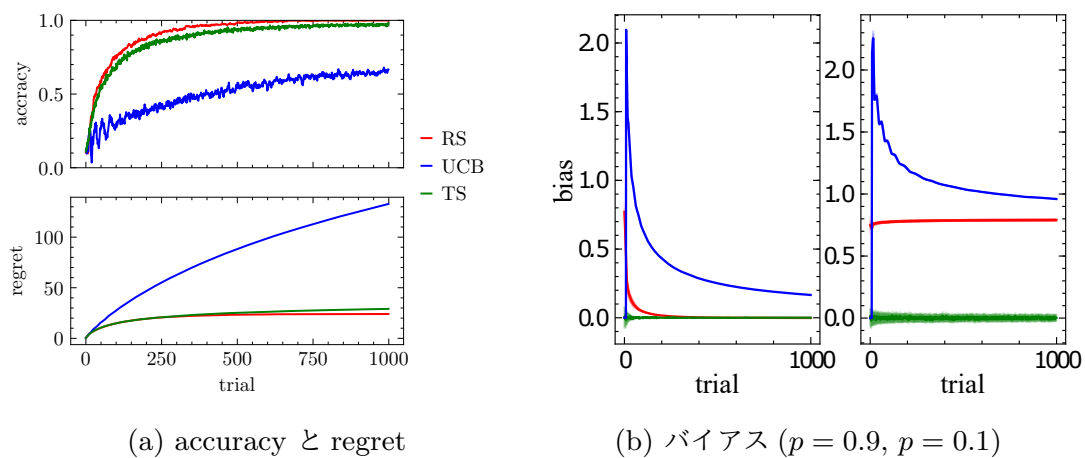 1.0
0.5
0.0
accracy
RS
UCB
TS
100
50
0
regret
0
250
500
750
1000
trial
(a) accuracy と regret
2.0
1.5
1.0
0.5
0.0
bias
0
1000
trial
2.0
1.5
1.0
0.5
0.0
0
1000
trial
(b) バイアス (p = 0.9, p = 0.1)